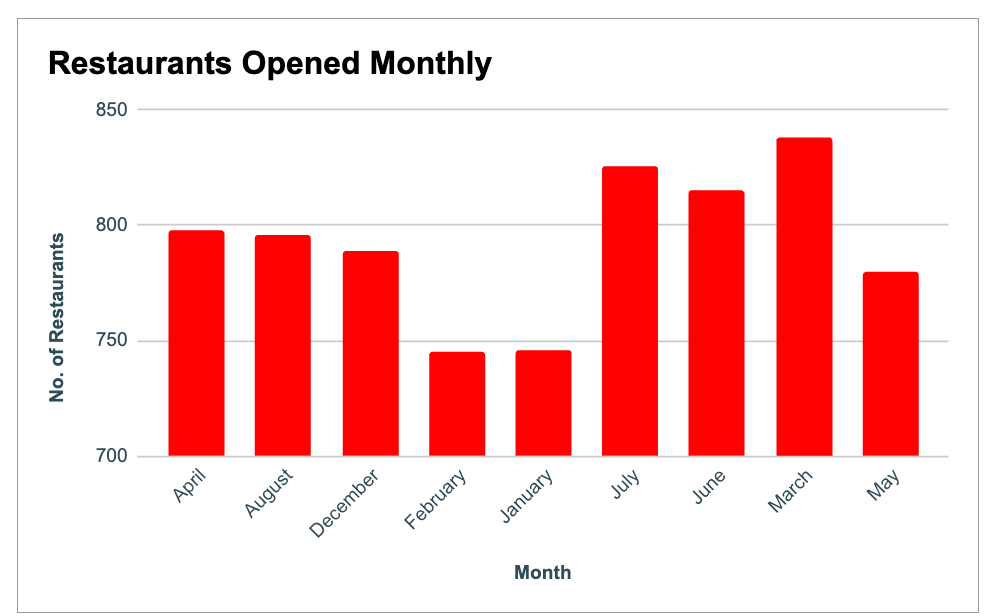 Restaurants Opened Monthly
850
800
750
700
No. of Restaurants
April
August
December
February
January
July
June
March
May
Month